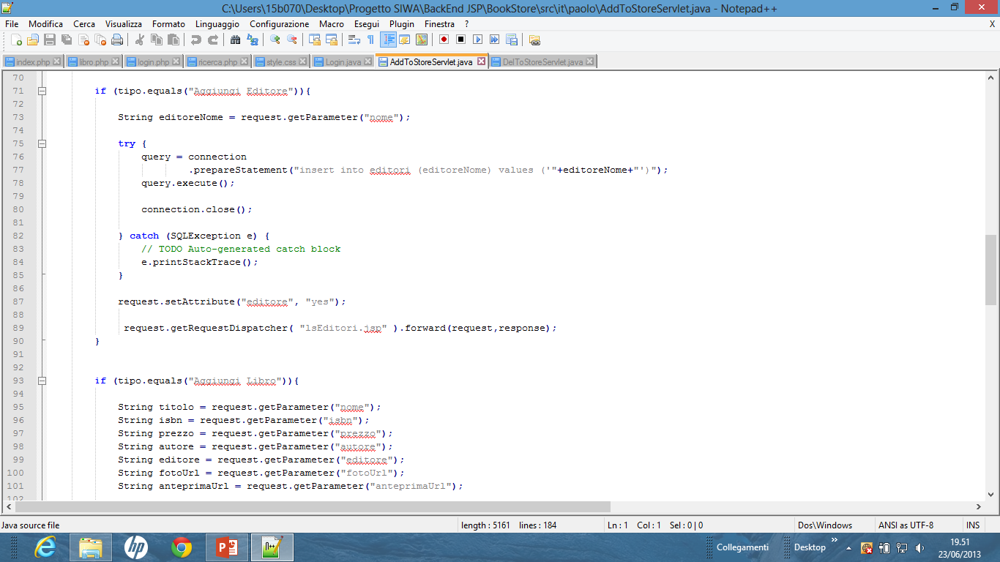 C:\Users\15b070\Desktop\Progetto SIWA\BackEnd JSP\BookStore\src\it\paolo\AddToStoreServlet.java - Notepad++
File Modifica Cerca Visualizza Formato Linguaggio Configurazione Macro Esegui Plugin Finestra ? X
index.php libro.php login.php ricerca.php style.css Login.java AddToStoreServlet.java DelToStoreServlet.java
70
71 if (tipo.equals("Aggiungi Editore")){
72
73 String editoreNome = request.getParameter("nome");
74
75 try {
76 query = connection
77 .prepareStatement("insert into editori (editoreNome) values ('"+editoreNome+"')");
78 query.execute();
79
80 connection.close();
81
82 } catch (SQLException e) {
83 // TODO Auto-generated catch block
84 e.printStackTrace();
85 }
86
87 request.setAttribute("editore", "yes");
88
89 request.getRequestDispatcher( "lsEditori.jsp" ).forward(request,response);
90 }
91
92
93 if (tipo.equals("Aggiungi Libro")){
94
95 String titolo = request.getParameter("nome");
96 String isbn = request.getParameter("isbn");
97 String prezzo = request.getParameter("prezzo");
98 String autore = request.getParameter("autore");
99 String editore = request.getParameter("editore");
100 String fotoUrl = request.getParameter("fotoUrl");
101 String anteprimaUrl = request.getParameter("anteprimaUrl");
102
Java source file length : 5161 lines : 184 Ln : 1 Col : 1 Sel : 0 | 0 Dos\Windows ANSI as UTF-8 INS
Collegamenti Desktop 19.51
23/06/2013